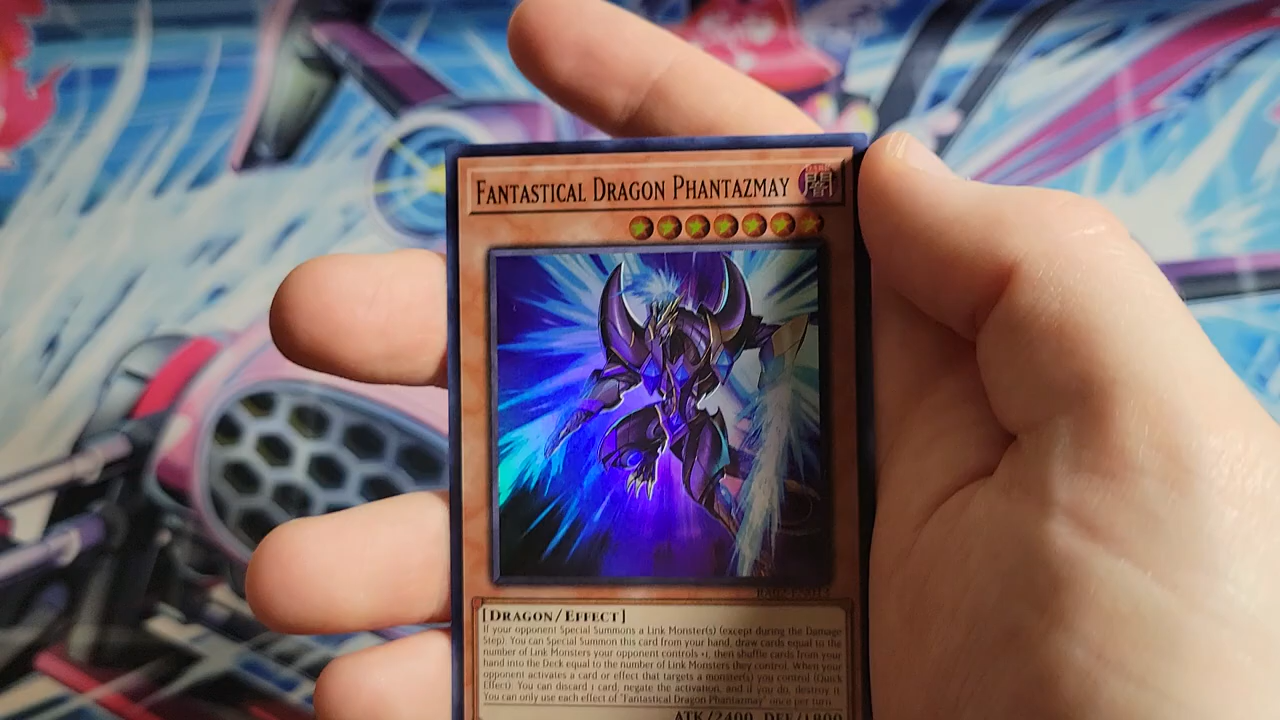 FANTASTICAL DRAGON PHANTAZMAY
闇
[DRAGON/EFFECT]
If your opponent Special Summons a Link Monster(s) (except during the Damage
Step): You can Special Summon this card from your hand, draw cards equal to the
number of Link Monsters your opponent controls +1, then shuffle cards from your
hand into the Deck equal to the number of Link Monsters they control. When your
opponent activates a card or effect that targets a monster(s) you control (Quick
Effect): You can discard 1 card; negate the activation, and if you do, destroy it.
You can only use each effect of "Fantastical Dragon Phantazmay" once per turn.
ATK/2400 DEF/1800